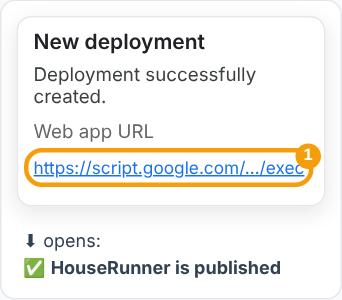 New deployment
Deployment successfully
created.
Web app URL
1
https://script.google.com/.../exec
⬇ opens:
✅ HouseRunner is published